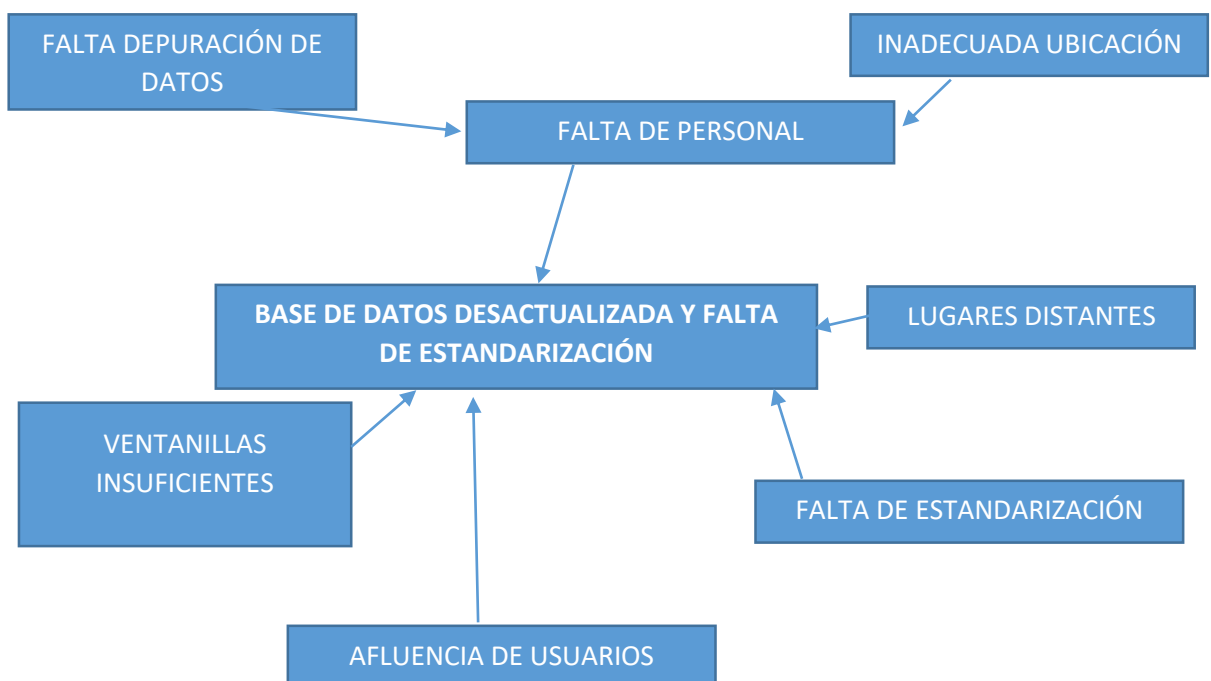 FALTA DEPURACIÓN DE
DATOS
INADECUADA UBICACIÓN
FALTA DE PERSONAL
BASE DE DATOS DESACTUALIZADA Y FALTA
DE ESTANDARIZACIÓN
LUGARES DISTANTES
VENTANILLAS
INSUFICIENTES
FALTA DE ESTANDARIZACIÓN
AFLUENCIA DE USUARIOS